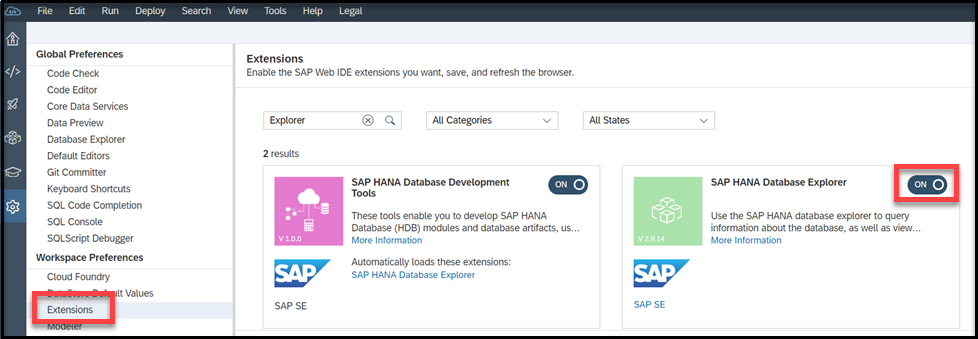 File Edit Run Deploy Search View Tools Help Legal
Global Preferences
Code Check
Code Editor
Core Data Services
Data Preview
Database Explorer
Default Editors
Git Committer
Keyboard Shortcuts
SQL Code Completion
SQL Console
SQLScript Debugger
Workspace Preferences
Cloud Foundry
DataStore Default Values
Extensions
Modeler
Extensions
Enable the SAP Web IDE extensions you want, save, and refresh the browser.
Explorer
All Categories
All States
2 results
V 1.0.0
SAP HANA Database Development
Tools
ON
These tools enable you to develop SAP HANA
Database (HDB) modules and database artifacts, us...
More Information
SAP
Automatically loads these extensions:
SAP HANA Database Explorer
SAP SE
V 2.9.14
SAP HANA Database Explorer
ON
Use the SAP HANA database explorer to query
information about the database, as well as view...
More Information
SAP
SAP SE